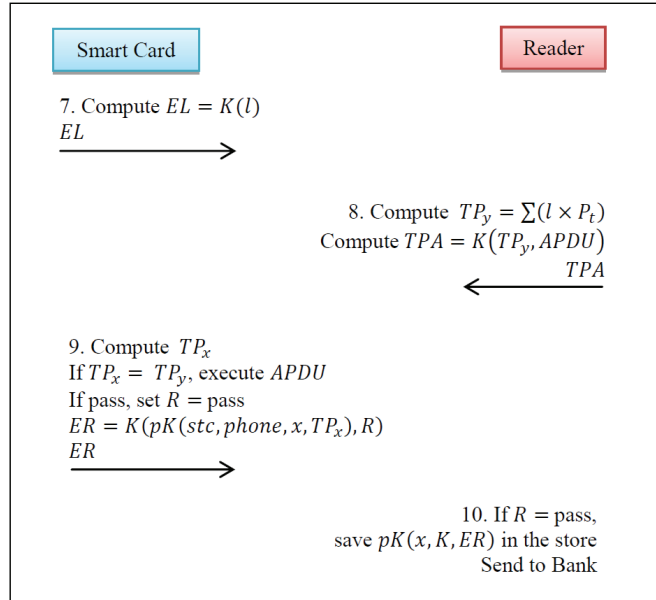 Smart Card
Reader
7. Compute EL = K(l)
EL
8. Compute TP_y = ∑(l × P_t)
Compute TPA = K(TP_y, APDU)
TPA
9. Compute TP_x
If TP_x = TP_y, execute APDU
If pass, set R = pass
ER = K(pK(stc, phone, x, TP_x), R)
ER
10. If R = pass,
save pK(x, K, ER) in the store
Send to Bank